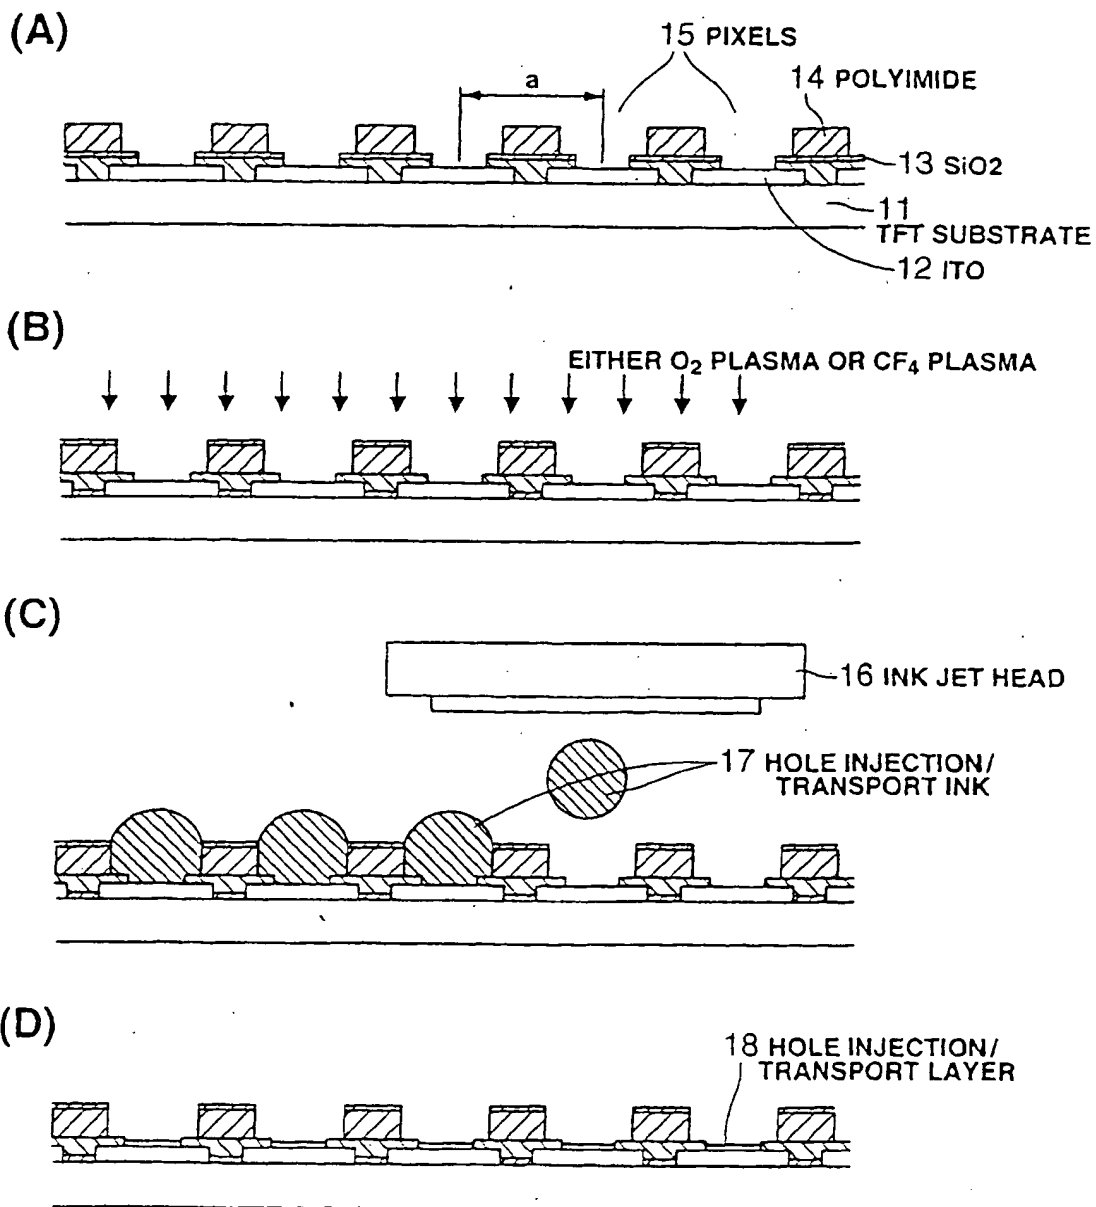 (A)
15 PIXELS
a
14 POLYIMIDE
13 SiO2
11
TFT SUBSTRATE
12 ITO
(B)
EITHER O2 PLASMA OR CF4 PLASMA
(C)
16 INK JET HEAD
17 HOLE INJECTION/
TRANSPORT INK
(D)
18 HOLE INJECTION/
TRANSPORT LAYER